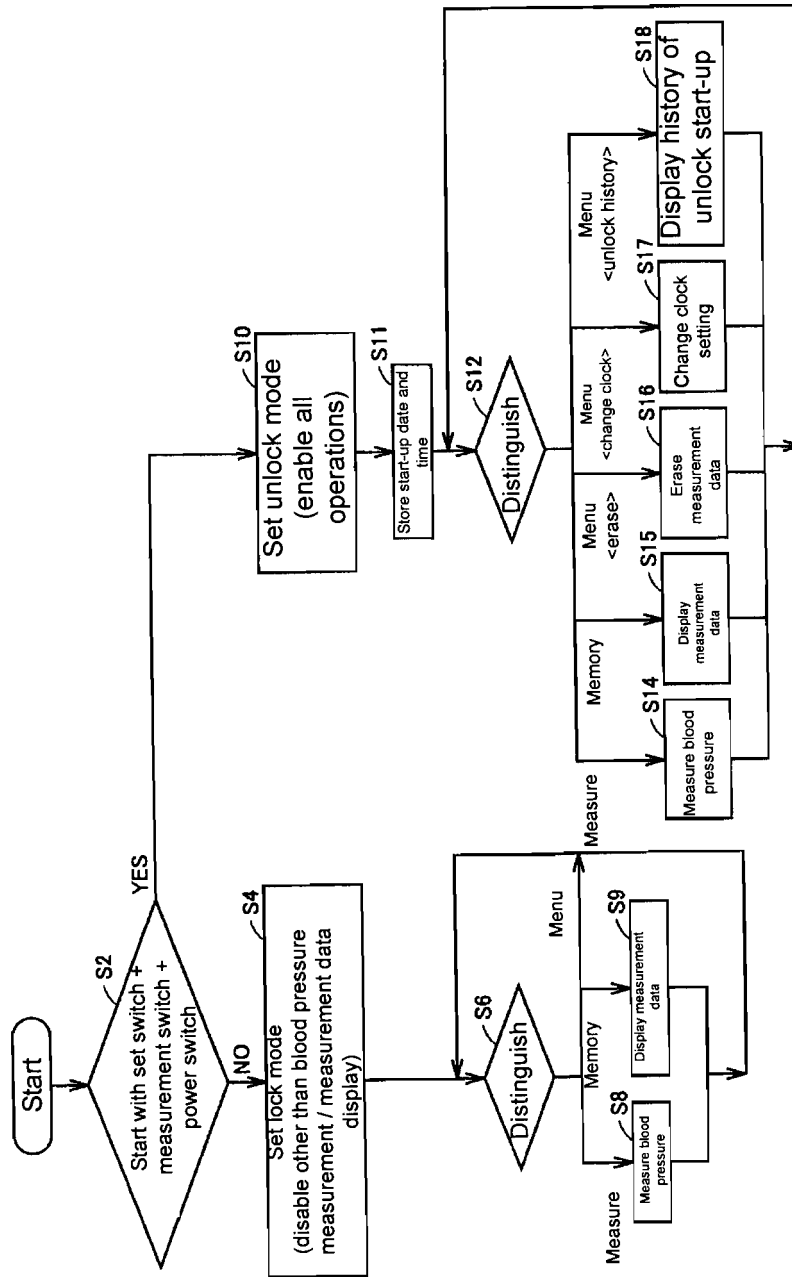 Start
S2
Start with set switch +
measurement switch +
power switch
YES
NO
S4
Set lock mode
(disable other than blood pressure
measurement / measurement data
display)
S6
Distinguish
Measure
Memory
Menu
S8
Measure blood
pressure
S9
Display measurement
data
S10
Set unlock mode
(enable all
operations)
S11
Store start-up date and
time
S12
Distinguish
Measure
Memory
Menu
<erase>
Menu
<change clock>
Menu
<unlock history>
S14
Measure blood
pressure
S15
Display
measurement
data
S16
Erase
measurement
data
S17
Change clock
setting
S18
Display history of
unlock start-up